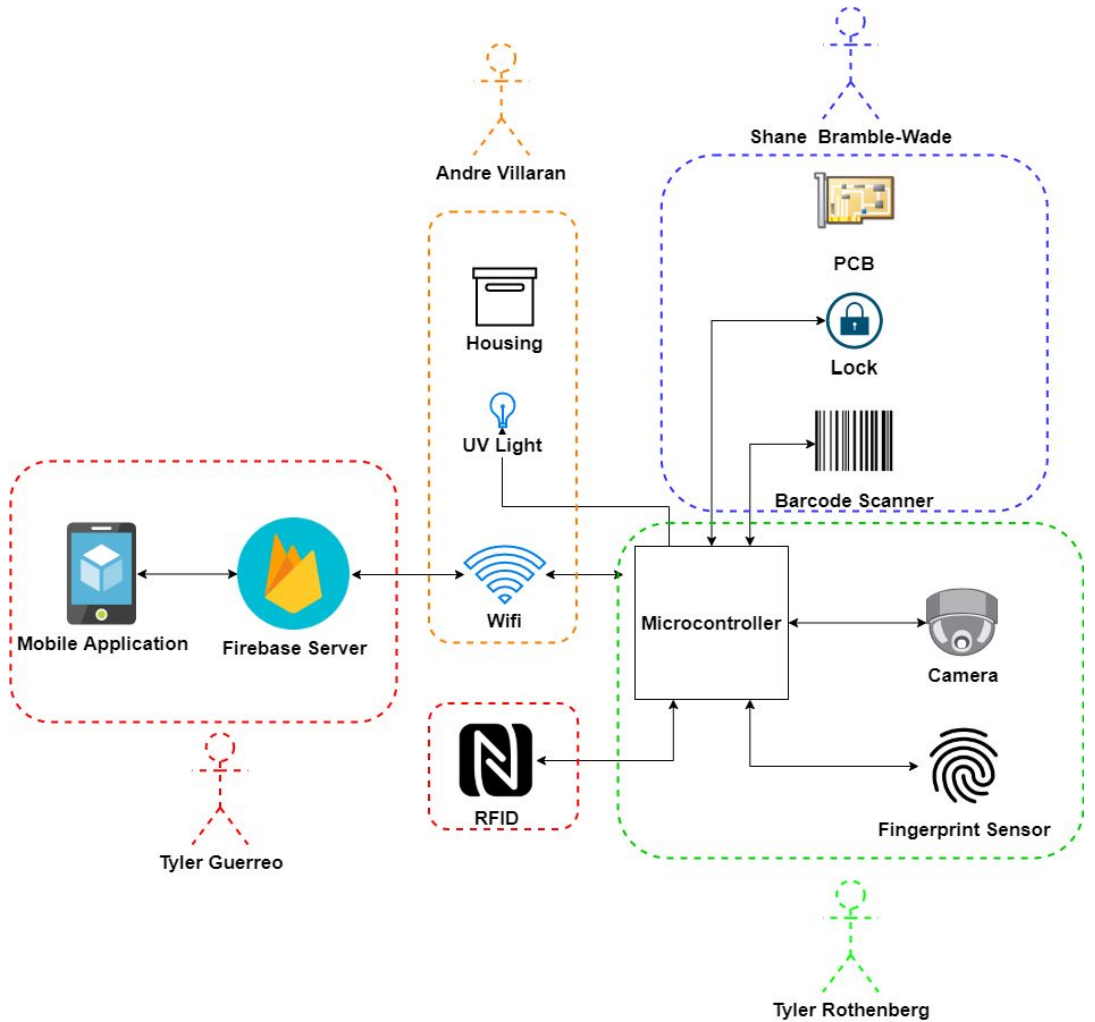 Shane Bramble-Wade
Andre Villaran
PCB
Housing
Lock
UV Light
Barcode Scanner
Mobile Application
Firebase Server
Wifi
Microcontroller
Camera
RFID
Fingerprint Sensor
Tyler Guerreo
Tyler Rothenberg